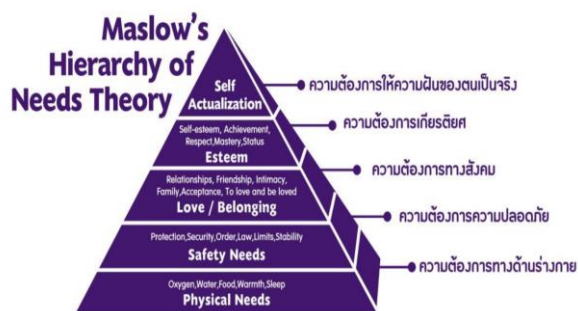 Maslow's
Hierarchy of
Needs Theory
Self
Actualization
ความต้องการให้ความฝันของตนเป็นจริง
Self-esteem, Achievement,
Respect,Mastery,Status
Esteem
ความต้องการเกียรติยศ
Relationships, Friendship, Intimacy,
Family,Acceptance, To love and be loved
Love / Belonging
ความต้องการทางสังคม
Protection,Security,Order,Law,Limits,Stability
Safety Needs
ความต้องการความปลอดภัย
Oxygen,Water,Food,Warmth,Sleep
Physical Needs
ความต้องการทางด้านร่างกาย